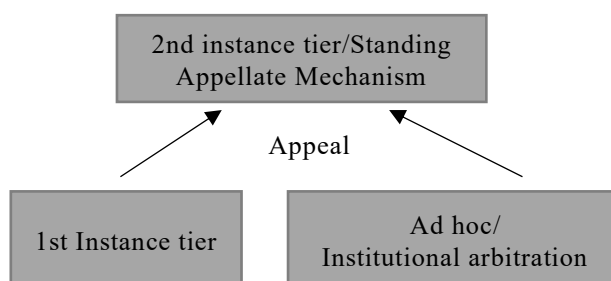 2nd instance tier/Standing
Appellate Mechanism
Appeal
1st Instance tier
Ad hoc/
Institutional arbitration